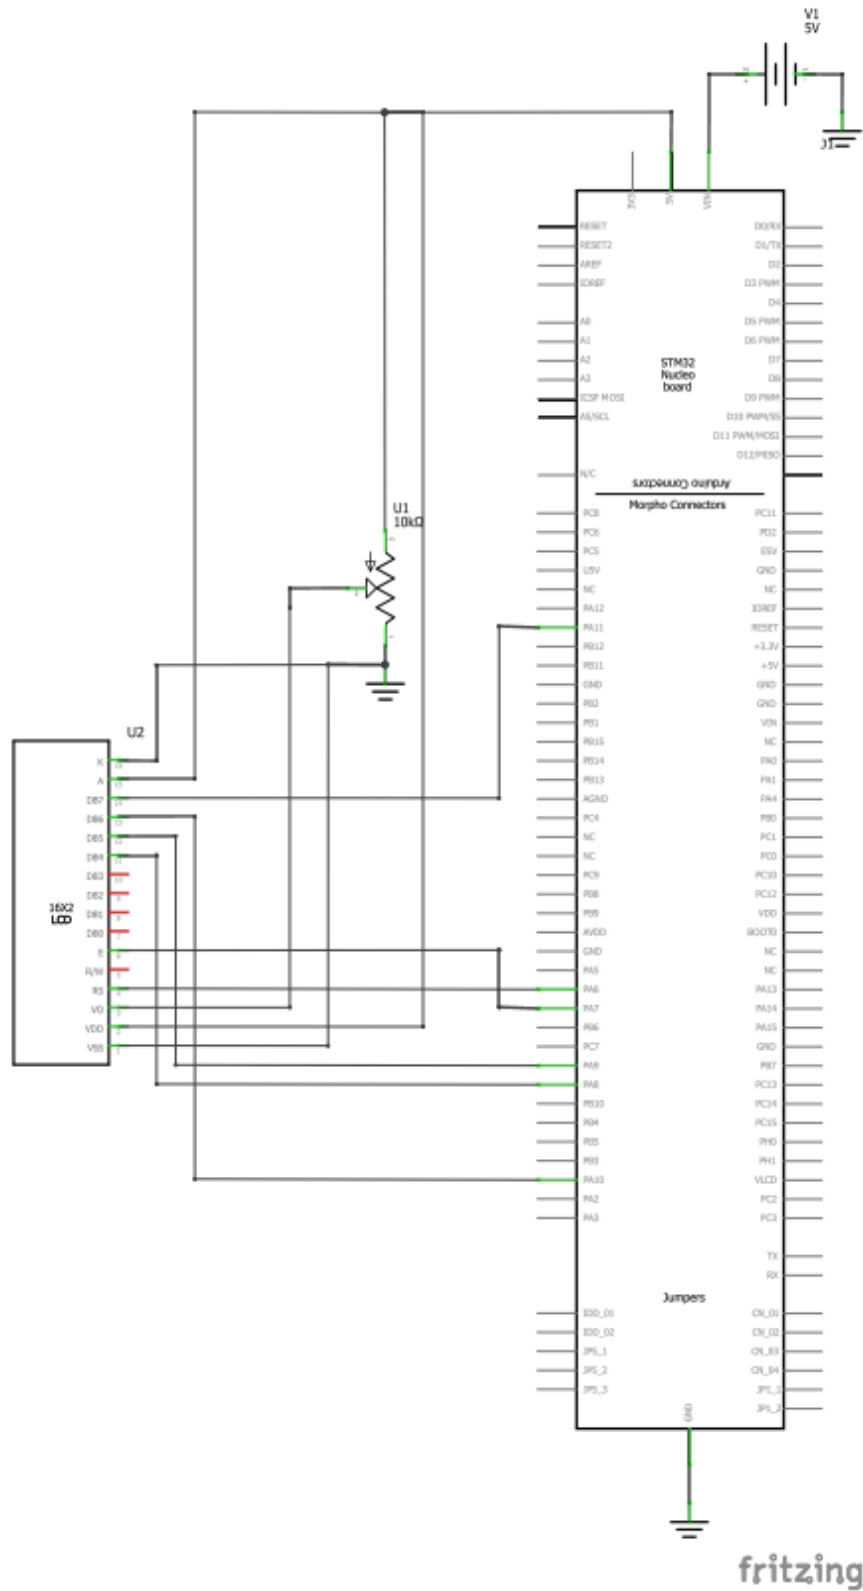 V1
5V
J1
3V3
5V
VIN
RESET
D0/RX
RESET2
D1/TX
AREF
D2
IOREF
D3 PWM
D4
A0
D5 PWM
A1
D6 PWM
A2
D7
A3
D8
STM32
Nucleo
board
ICSP MOSI
D9 PWM
A5/SCL
D10 PWM/SS
D11 PWM/MOSI
D12/MISO
N/C
Arduino Connectors
Morpho Connectors
U1
10kΩ
PC8
PC11
PC6
PD2
PC5
E5V
U5V
GND
NC
NC
PA12
IOREF
PA11
RESET
PB12
+3.3V
PB11
+5V
GND
GND
PB2
GND
PB1
VIN
PB15
NC
PB14
PA0
PB13
PA1
AGND
PA4
PC4
PB0
NC
PC1
NC
PC0
PC9
PC10
PB8
PC12
PB9
VDD
AVDD
BOOT0
GND
NC
PA5
NC
PA6
PA13
PA7
PA14
PB6
PA15
PC7
GND
PA9
PB7
PA8
PC13
PB10
PC14
PB4
PC15
PB5
PH0
PB3
PH1
PA10
VLCD
PA2
PC2
PA3
PC3
TX
RX
Jumpers
IDD_01
CN_01
IDD_02
CN_02
JP5_1
CN_03
JP5_2
CN_04
JP5_3
JP1_1
JP1_2
GND
U2
K
A
DB7
DB6
DB5
DB4
DB3
DB2
DB1
DB0
E
R/W
RS
VO
VDD
VSS
16X2
LCD
fritzing